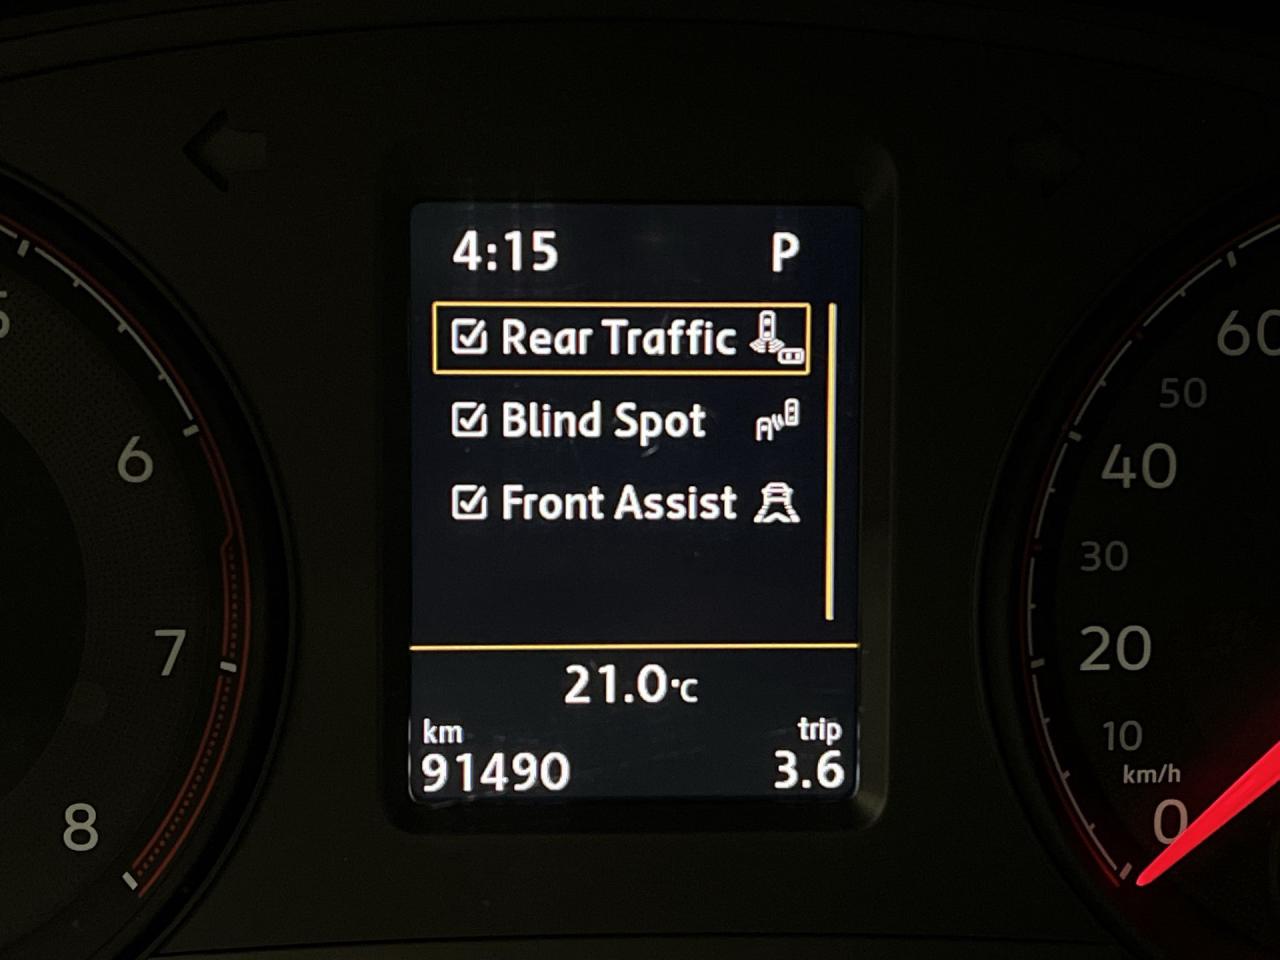 4:15 P
Rear Traffic
Blind Spot
Front Assist
21.0°C
km trip
91490 3.6
6
7
8
60
50
40
30
20
10
km/h
0